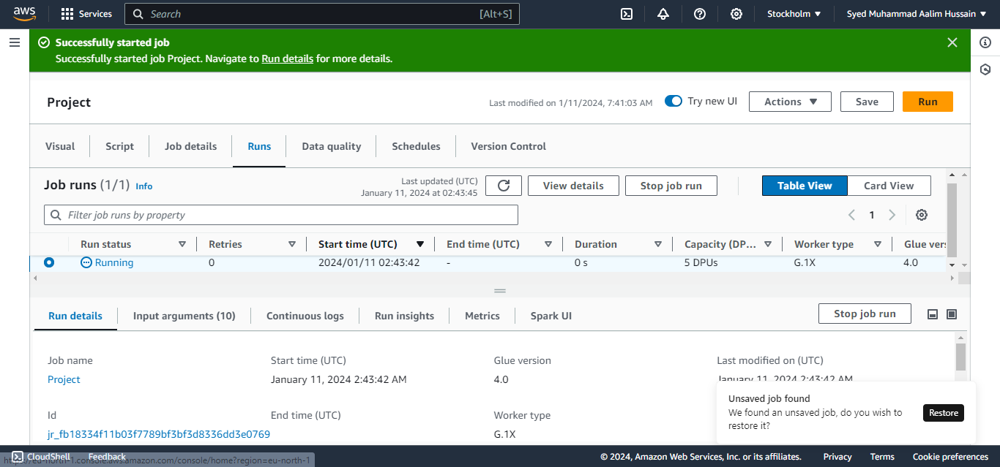 aws Services Search [Alt+S] Stockholm ▼ Syed Muhammad Aalim Hussain ▼
Successfully started job
Successfully started job Project. Navigate to Run details for more details.
Project Last modified on 1/11/2024, 7:41:03 AM Try new UI Actions ▼ Save Run
Visual Script Job details Runs Data quality Schedules Version Control
Job runs (1/1) Info
Last updated (UTC)
January 11, 2024 at 02:43:45
View details Stop job run Table View Card View
Filter job runs by property 1
Run status Retries Start time (UTC) End time (UTC) Duration Capacity (DP... Worker type Glue ver
Running 0 2024/01/11 02:43:42 - 0 s 5 DPUs G.1X 4.0
Run details Input arguments (10) Continuous logs Run insights Metrics Spark UI Stop job run
Job name Start time (UTC) Glue version Last modified on (UTC)
Project January 11, 2024 2:43:42 AM 4.0 January 11, 2024 2:43:42 AM
Id End time (UTC) Worker type
jr_fb18334f11b03f7789bf3bf3d8336dd3e0769 G.1X
Unsaved job found
We found an unsaved job, do you wish to
restore it?
Restore
CloudShell Feedback © 2024, Amazon Web Services, Inc. or its affiliates. Privacy Terms Cookie preferences
https://eu-north-1.console.aws.amazon.com/console/home?region=eu-north-1